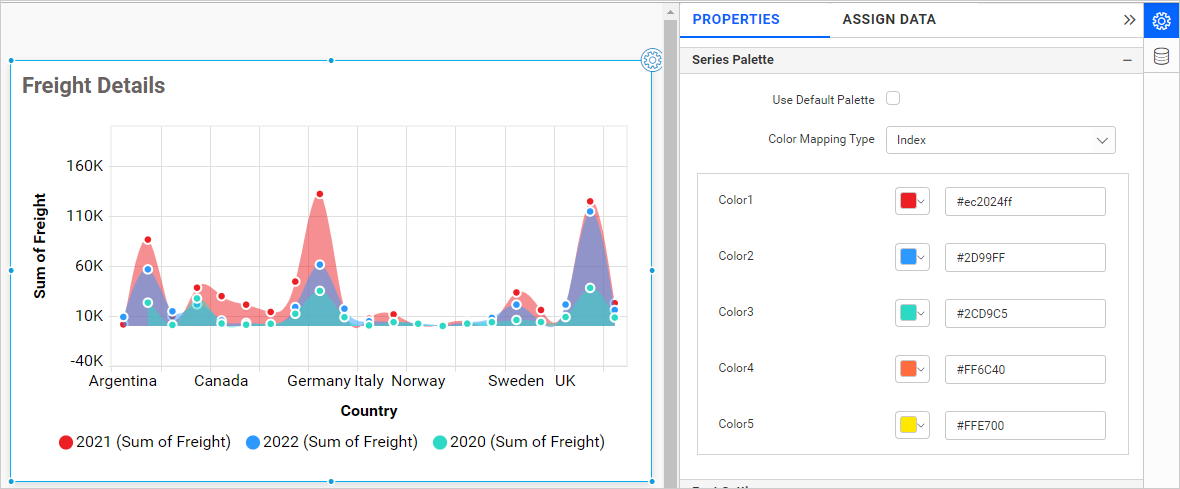 Freight Details
Sum of Freight
160K
110K
60K
10K
-40K
Argentina Canada Germany Italy Norway Sweden UK
Country
2021 (Sum of Freight) 2022 (Sum of Freight) 2020 (Sum of Freight)
PROPERTIES ASSIGN DATA
Series Palette
Use Default Palette
Color Mapping Type Index
Color1 #ec2024ff
Color2 #2D99FF
Color3 #2CD9C5
Color4 #FF6C40
Color5 #FFE700